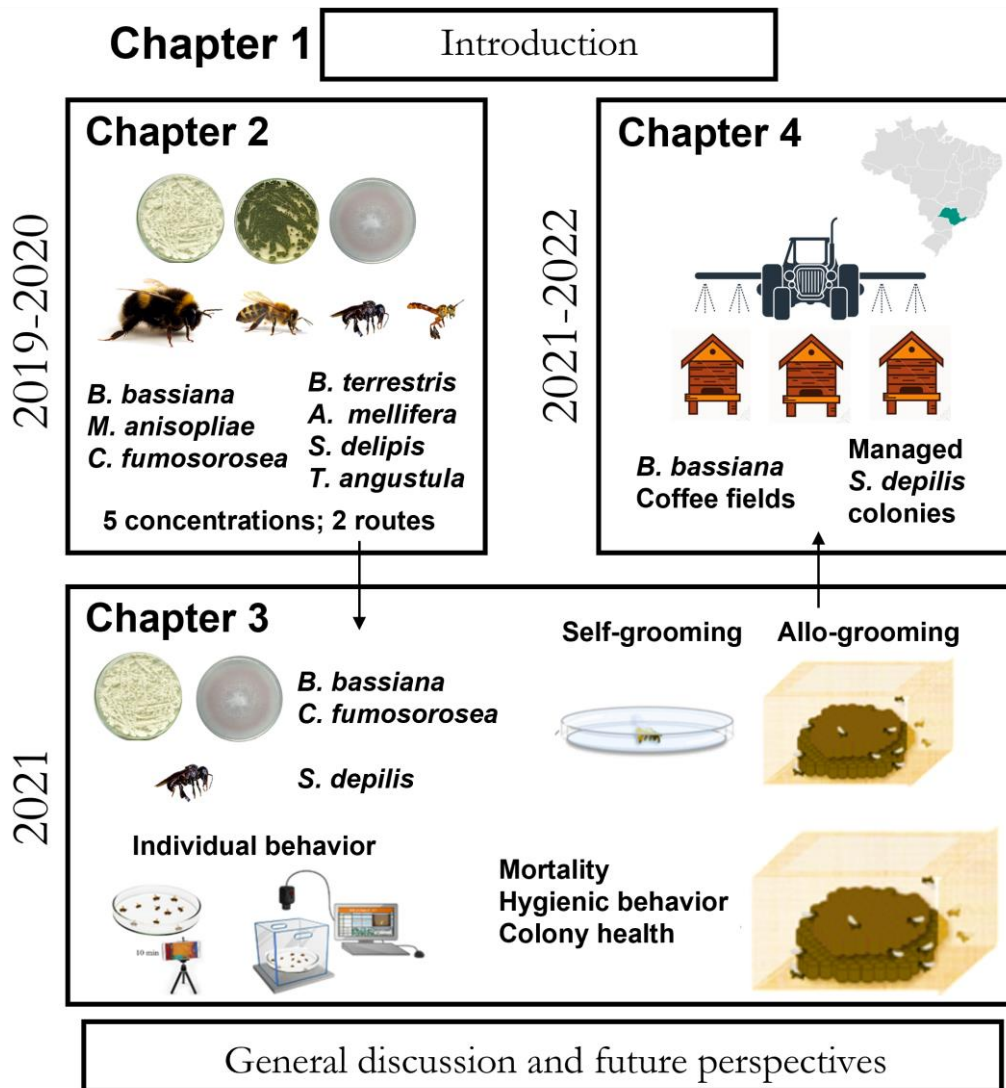 Chapter 1
Introduction
2019-2020
Chapter 2
B. bassiana
M. anisopliae
C. fumosorosea
B. terrestris
A. mellifera
S. delipis
T. angustula
5 concentrations; 2 routes
2021-2022
Chapter 4
B. bassiana
Coffee fields
Managed
S. depilis
colonies
2021
Chapter 3
B. bassiana
C. fumosorosea
S. depilis
Individual behavior
10 min
Self-grooming
Allo-grooming
Mortality
Hygienic behavior
Colony health
General discussion and future perspectives